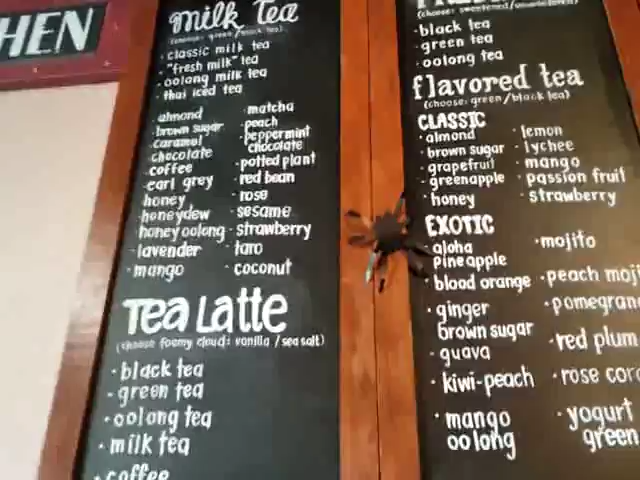 HEN
milk Tea
(choose: green/black tea)
· classic milk tea
· "fresh milk" tea
· oolong milk tea
· thai iced tea
· almond
· brown sugar
· caramel
· chocolate
· coffee
· earl grey
· honey
· honeydew
· honey oolong
· lavender
· mango
· matcha
· peach
· peppermint
chocolate
· potted plant
· red bean
· rose
· sesame
· strawberry
· taro
· coconut
Tea Latte
(choose foamy cloud: vanilla / sea salt)
· black tea
· green tea
· oolong tea
· milk tea
· coffee
(choose: sweetened/unsweetened)
· black tea
· green tea
· oolong tea
flavored tea
(choose: green/black tea)
CLASSIC
· almond
· brown sugar
· grapefruit
· greenapple
· honey
· lemon
· lychee
· mango
· passion fruit
· strawberry
EXOTIC
· aloha
pineapple
· blood orange
· ginger
brown sugar
· guava
· kiwi-peach
· mango
oolong
· mojito
· peach moji
· pomegran
· red plum
· rose cor
· yogurt
green